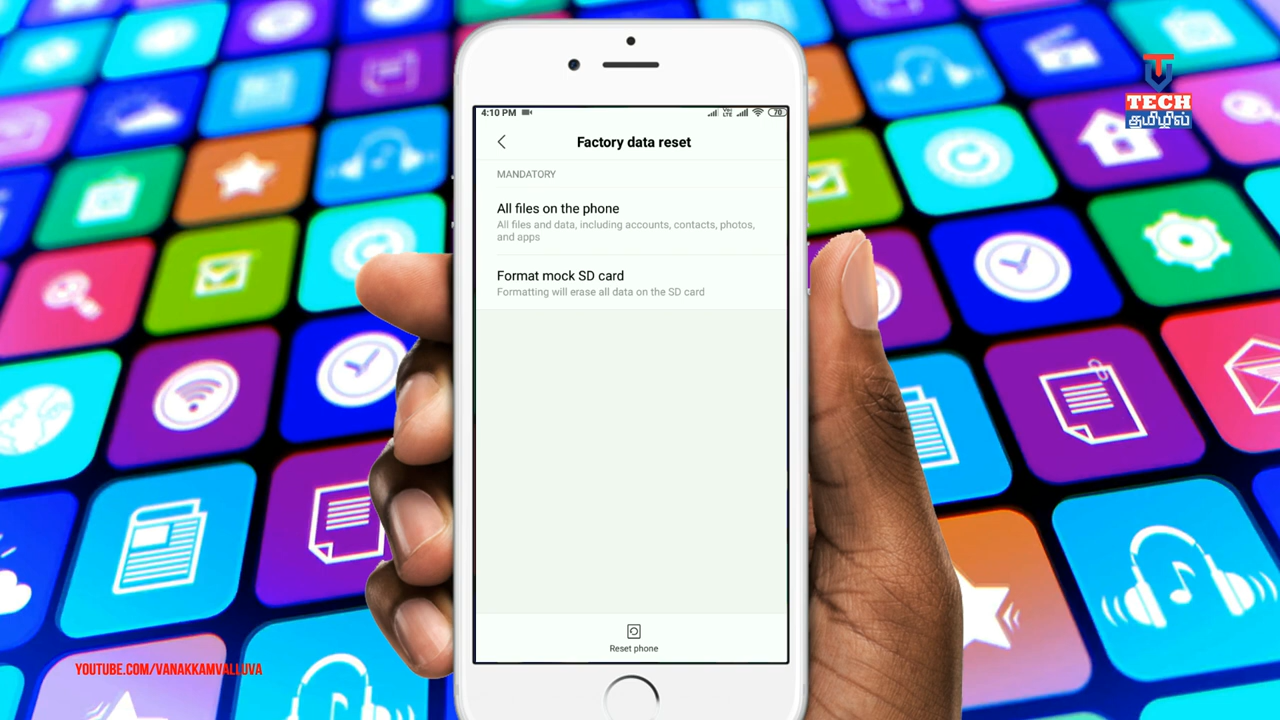 4:10 PM
VoLTE
70
Factory data reset
MANDATORY
All files on the phone
All files and data, including accounts, contacts, photos,
and apps
Format mock SD card
Formatting will erase all data on the SD card
Reset phone
TECH
தமிழில்
YOUTUBE.COM/VANAKKAMVALLUVA